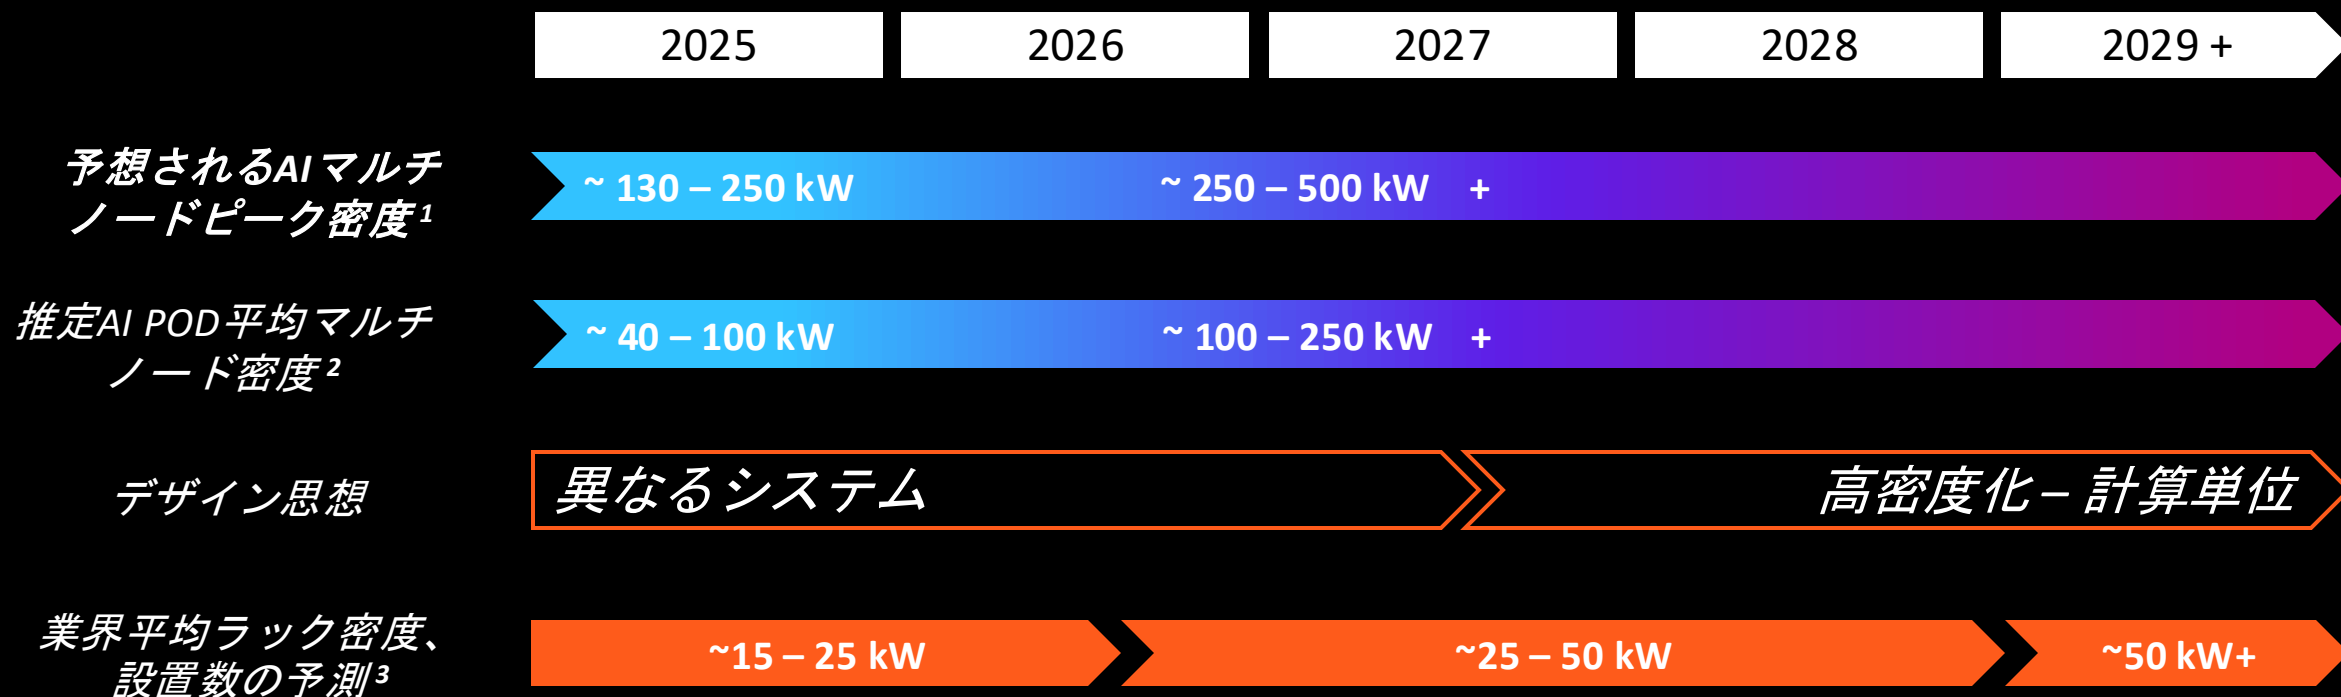 2025 2026 2027 2028 2029 +
予想されるAIマルチ
ノードピーク密度 1
~ 130 – 250 kW ~ 250 – 500 kW +
推定AI POD平均マルチ
ノード密度 2
~ 40 – 100 kW ~ 100 – 250 kW +
デザイン思想
異なるシステム 高密度化 – 計算単位
業界平均ラック密度、
設置数の予測 3
~15 – 25 kW ~25 – 50 kW ~50 kW+